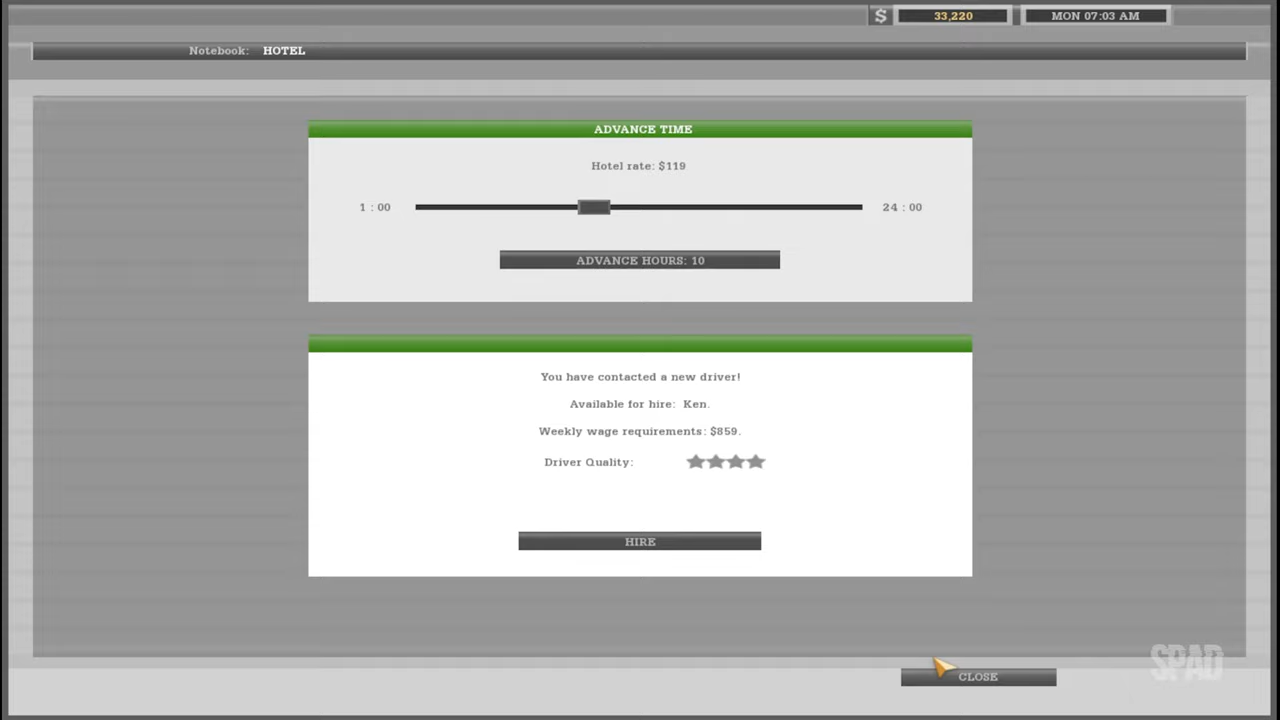 $ 33,220 MON 07:03 AM
Notebook: HOTEL
ADVANCE TIME
Hotel rate: $119
1 : 00 24 : 00
ADVANCE HOURS: 10
You have contacted a new driver!
Available for hire: Ken.
Weekly wage requirements: $859.
Driver Quality:
HIRE
SPAD
CLOSE